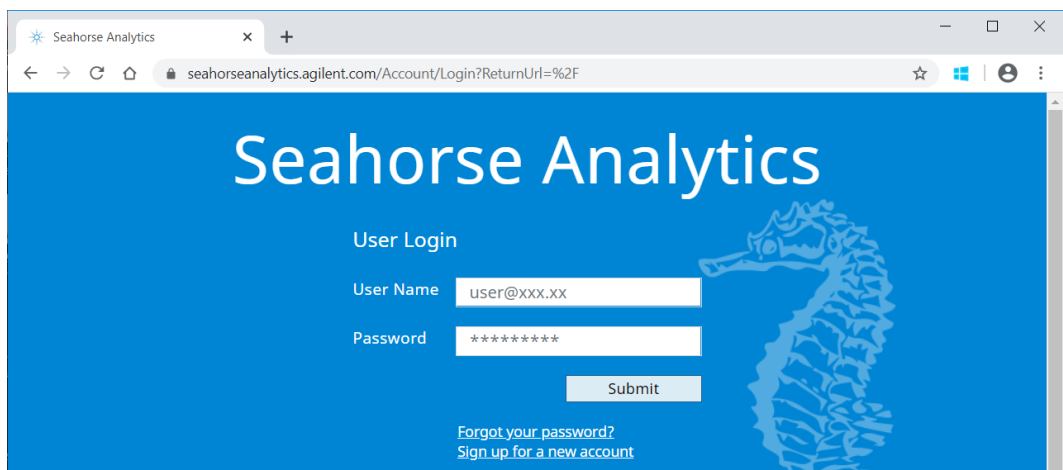 Seahorse Analytics
seahorseanalytics.agilent.com/Account/Login?ReturnUrl=%2F
Seahorse Analytics
User Login
User Name user@xxx.xx
Password *********
Submit
Forgot your password?
Sign up for a new account